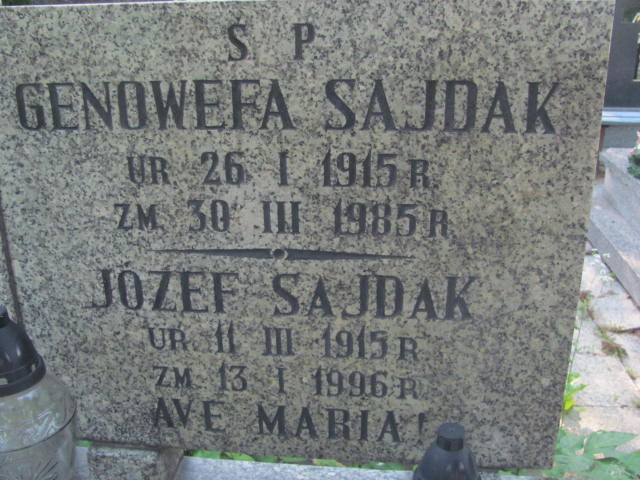 Ś P
GENOWEFA SAJDAK
UR 26 I 1915 R
ZM 30 III 1985 R
JÓZEF SAJDAK
UR 11 III 1915 R
ZM 13 I 1996 R
AVE MARIA!